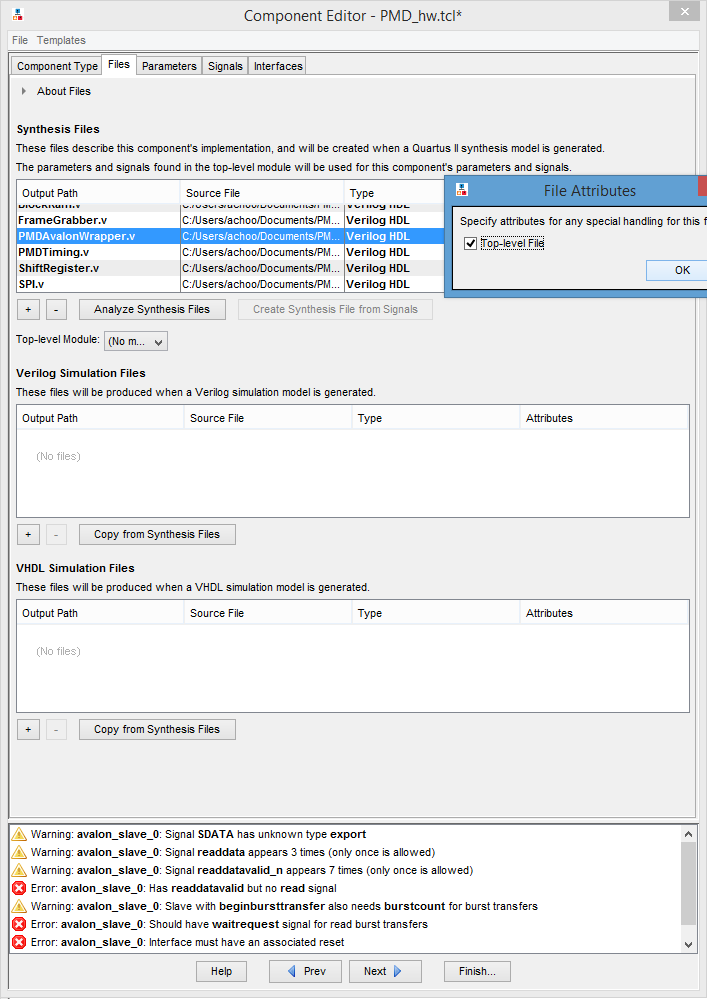 Component Editor - PMD_hw.tcl*
File Templates
Component Type Files Parameters Signals Interfaces
About Files
Synthesis Files
These files describe this component's implementation, and will be created when a Quartus II synthesis model is generated.
The parameters and signals found in the top-level module will be used for this component's parameters and signals.
Output Path Source File Type
BlockRam.v C:/Users/achoo/Documents/PM... Verilog HDL
FrameGrabber.v C:/Users/achoo/Documents/PM... Verilog HDL
PMDAvalonWrapper.v C:/Users/achoo/Documents/PM... Verilog HDL
PMDTiming.v C:/Users/achoo/Documents/PM... Verilog HDL
ShiftRegister.v C:/Users/achoo/Documents/PM... Verilog HDL
SPI.v C:/Users/achoo/Documents/PM... Verilog HDL
File Attributes
Specify attributes for any special handling for this f
Top-level File
OK
+ - Analyze Synthesis Files Create Synthesis File from Signals
Top-level Module: (No m...
Verilog Simulation Files
These files will be produced when a Verilog simulation model is generated.
Output Path Source File Type Attributes
(No files)
+ - Copy from Synthesis Files
VHDL Simulation Files
These files will be produced when a VHDL simulation model is generated.
Output Path Source File Type Attributes
(No files)
+ - Copy from Synthesis Files
Warning: avalon_slave_0: Signal SDATA has unknown type export
Warning: avalon_slave_0: Signal readdata appears 3 times (only once is allowed)
Warning: avalon_slave_0: Signal readdatavalid_n appears 7 times (only once is allowed)
Error: avalon_slave_0: Has readdatavalid but no read signal
Warning: avalon_slave_0: Slave with beginbursttransfer also needs burstcount for burst transfers
Error: avalon_slave_0: Should have waitrequest signal for read burst transfers
Error: avalon_slave_0: Interface must have an associated reset
Help Prev Next Finish...